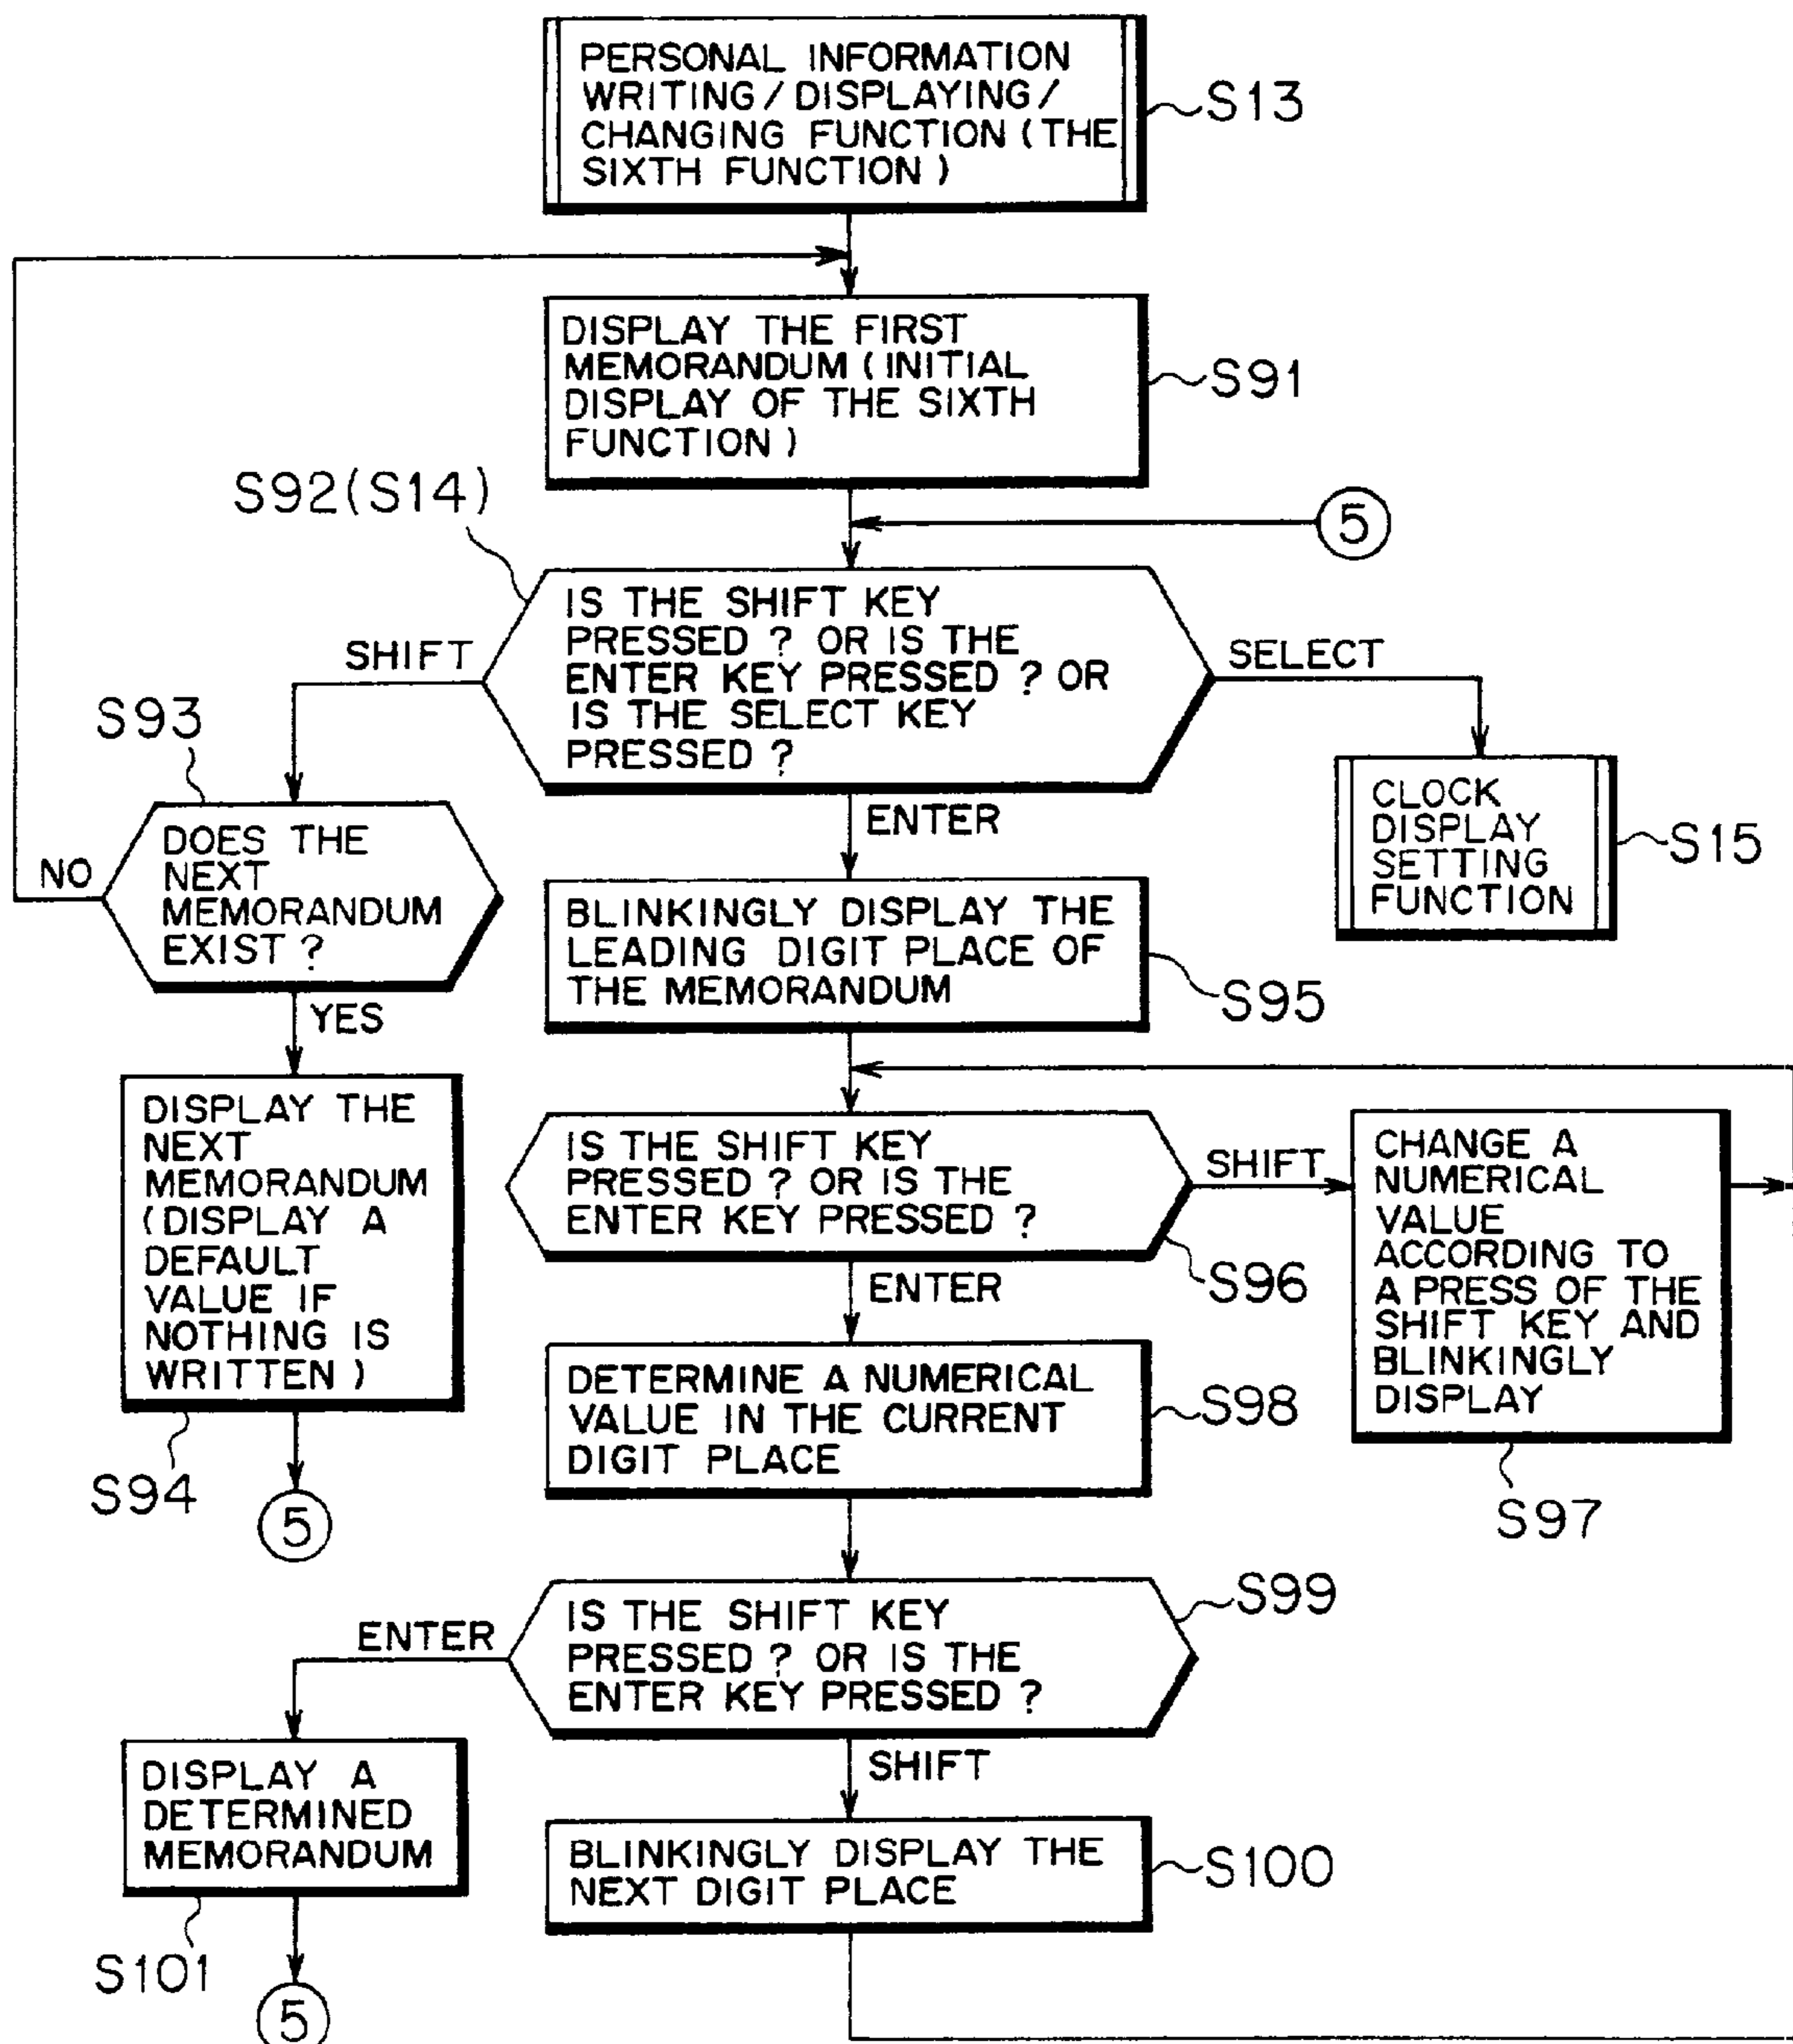 PERSONAL INFORMATION
WRITING / DISPLAYING /
CHANGING FUNCTION ( THE
SIXTH FUNCTION )
S13
DISPLAY THE FIRST
MEMORANDUM ( INITIAL
DISPLAY OF THE SIXTH
FUNCTION )
S91
S92(S14)
5
IS THE SHIFT KEY
PRESSED ? OR IS THE
ENTER KEY PRESSED ? OR
IS THE SELECT KEY
PRESSED ?
SHIFT
SELECT
ENTER
S93
DOES THE
NEXT
MEMORANDUM
EXIST ?
NO
YES
CLOCK
DISPLAY
SETTING
FUNCTION
S15
BLINKINGLY DISPLAY THE
LEADING DIGIT PLACE OF
THE MEMORANDUM
S95
DISPLAY THE
NEXT
MEMORANDUM
( DISPLAY A
DEFAULT
VALUE IF
NOTHING IS
WRITTEN )
S94
5
IS THE SHIFT KEY
PRESSED ? OR IS THE
ENTER KEY PRESSED ?
SHIFT
S96
ENTER
CHANGE A
NUMERICAL
VALUE
ACCORDING TO
A PRESS OF THE
SHIFT KEY AND
BLINKINGLY
DISPLAY
S97
DETERMINE A NUMERICAL
VALUE IN THE CURRENT
DIGIT PLACE
S98
IS THE SHIFT KEY
PRESSED ? OR IS THE
ENTER KEY PRESSED ?
S99
ENTER
SHIFT
DISPLAY A
DETERMINED
MEMORANDUM
S101
5
BLINKINGLY DISPLAY THE
NEXT DIGIT PLACE
S100